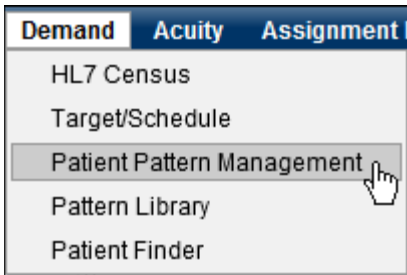 Demand Acuity Assignment
HL7 Census
Target/Schedule
Patient Pattern Management
Pattern Library
Patient Finder